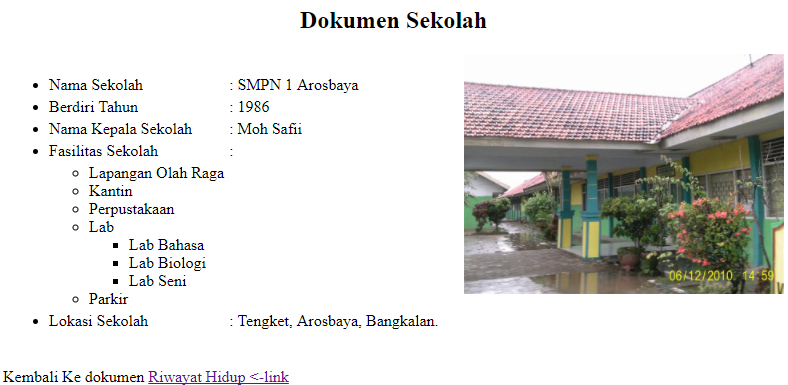 Dokumen Sekolah
Nama Sekolah : SMPN 1 Arosbaya
Berdiri Tahun : 1986
Nama Kepala Sekolah : Moh Safii
Fasilitas Sekolah :
Lapangan Olah Raga
Kantin
Perpustakaan
Lab
Lab Bahasa
Lab Biologi
Lab Seni
Parkir
Lokasi Sekolah : Tengket, Arosbaya, Bangkalan.
06/12/2010 14:59
Kembali Ke dokumen Riwayat Hidup <-link